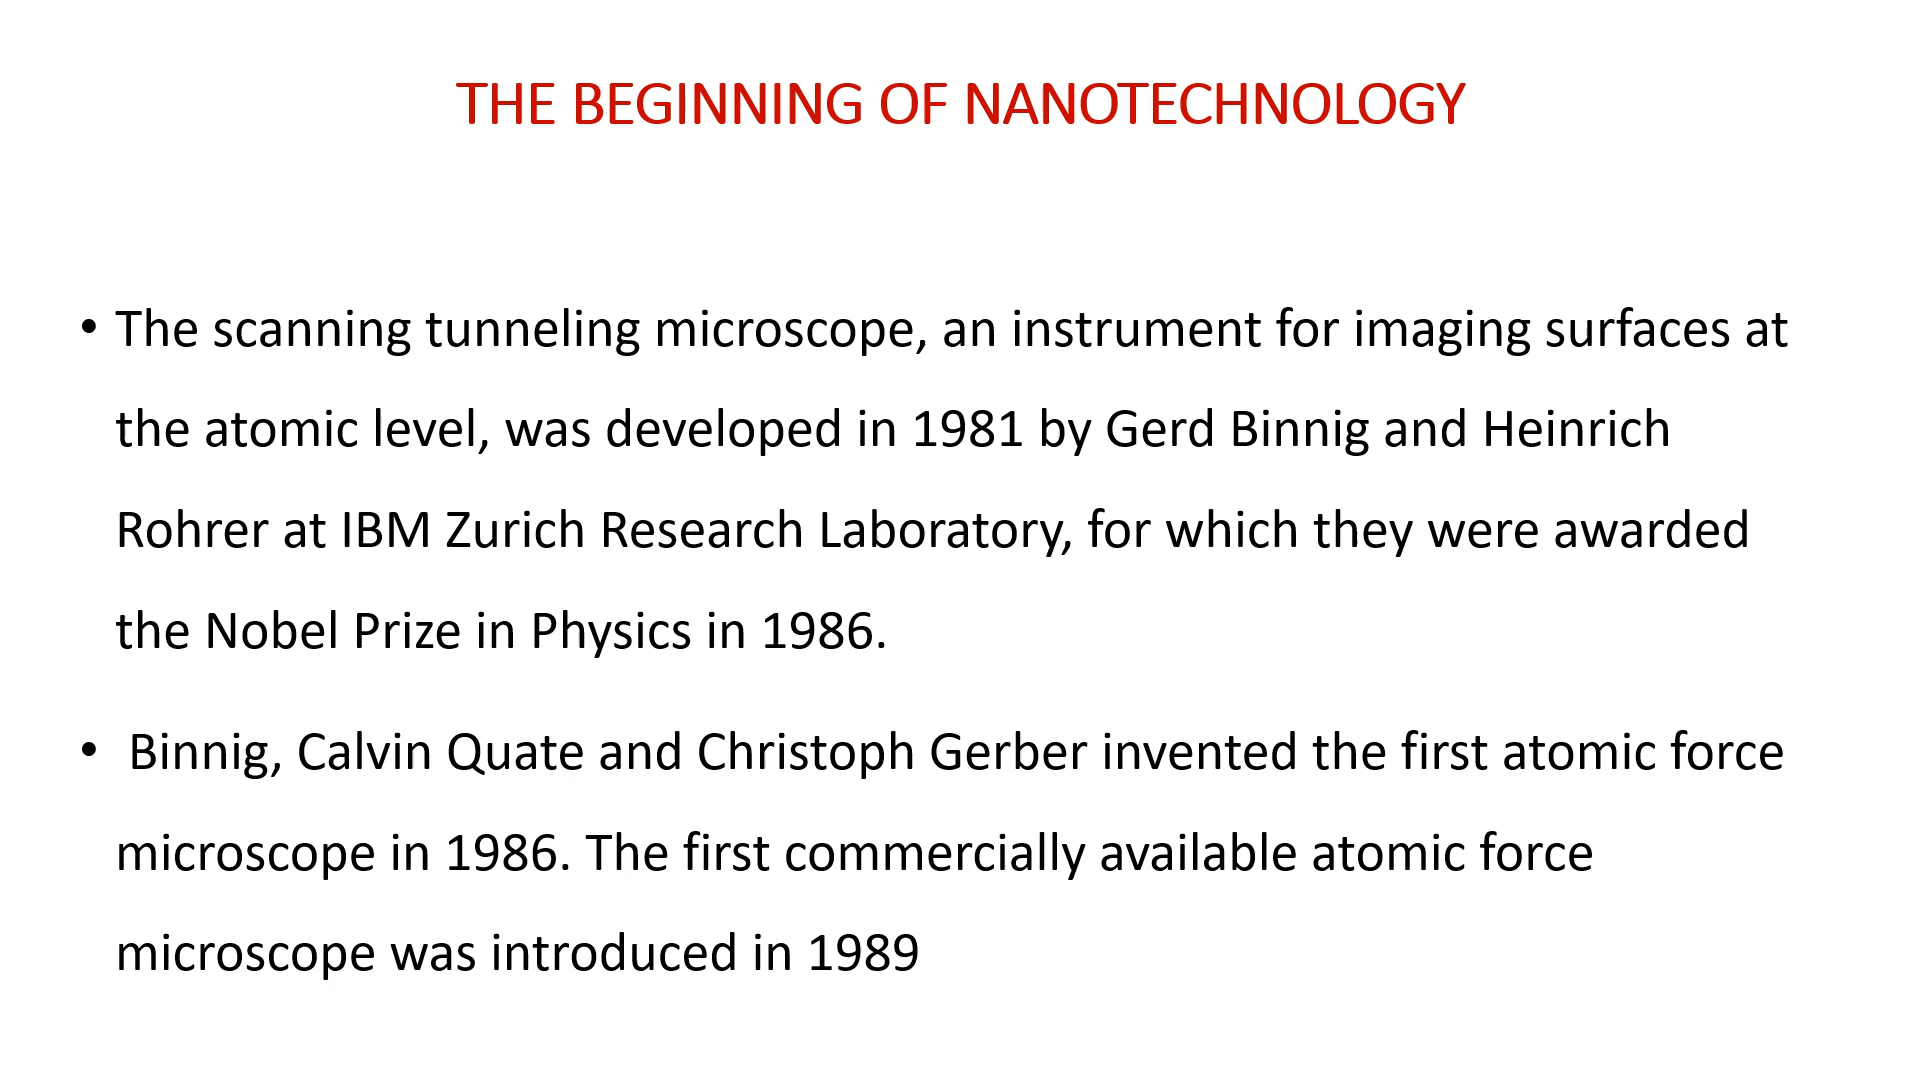 THE BEGINNING OF NANOTECHNOLOGY
• The scanning tunneling microscope, an instrument for imaging surfaces at
the atomic level, was developed in 1981 by Gerd Binnig and Heinrich
Rohrer at IBM Zurich Research Laboratory, for which they were awarded
the Nobel Prize in Physics in 1986.
• Binnig, Calvin Quate and Christoph Gerber invented the first atomic force
microscope in 1986. The first commercially available atomic force
microscope was introduced in 1989